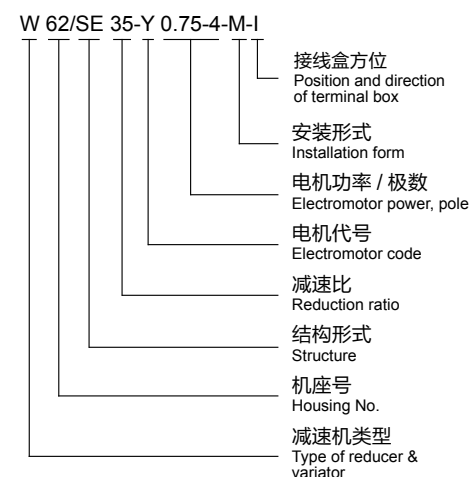 W 62/SE 35-Y 0.75-4-M-I
接线盒方位
Position and direction
of terminal box
安装形式
Installation form
电机功率 / 极数
Electromotor power, pole
电机代号
Electromotor code
减速比
Reduction ratio
结构形式
Structure
机座号
Housing No.
减速机类型
Type of reducer &
variator